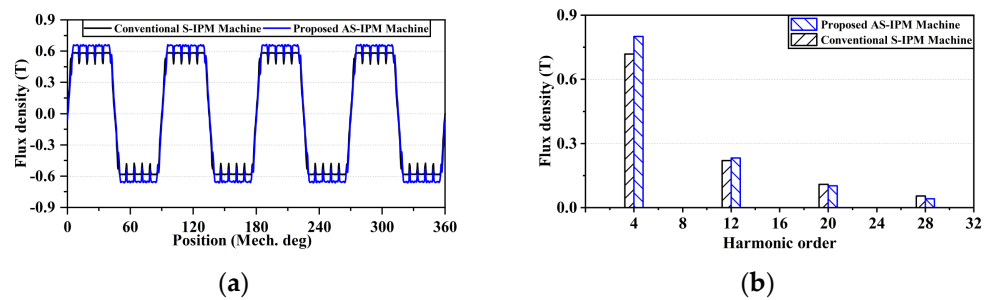 Conventional S-IPM Machine Proposed AS-IPM Machine
Flux density (T)
0.9
0.6
0.3
0.0
-0.3
-0.6
-0.9
0 60 120 180 240 300 360
Position (Mech. deg)
(a)
Proposed AS-IPM Machine
Conventional S-IPM Machine
Flux density (T)
0.9
0.6
0.3
0.0
4 8 12 16 20 24 28 32
Harmonic order
(b)